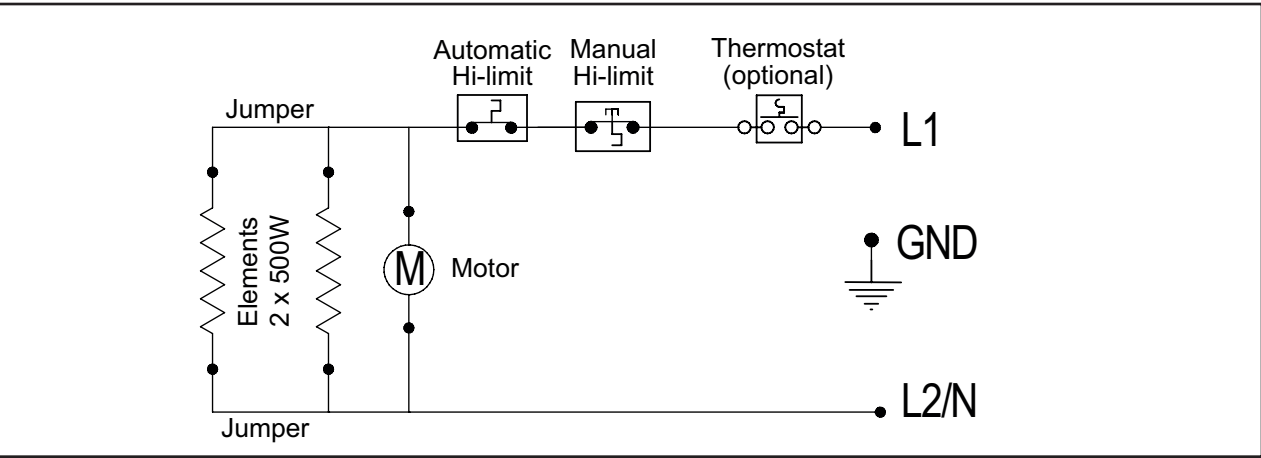 Automatic
Hi-limit
Manual
Hi-limit
Thermostat
(optional)
Jumper
L1
Elements
2 x 500W
M
Motor
GND
L2/N
Jumper